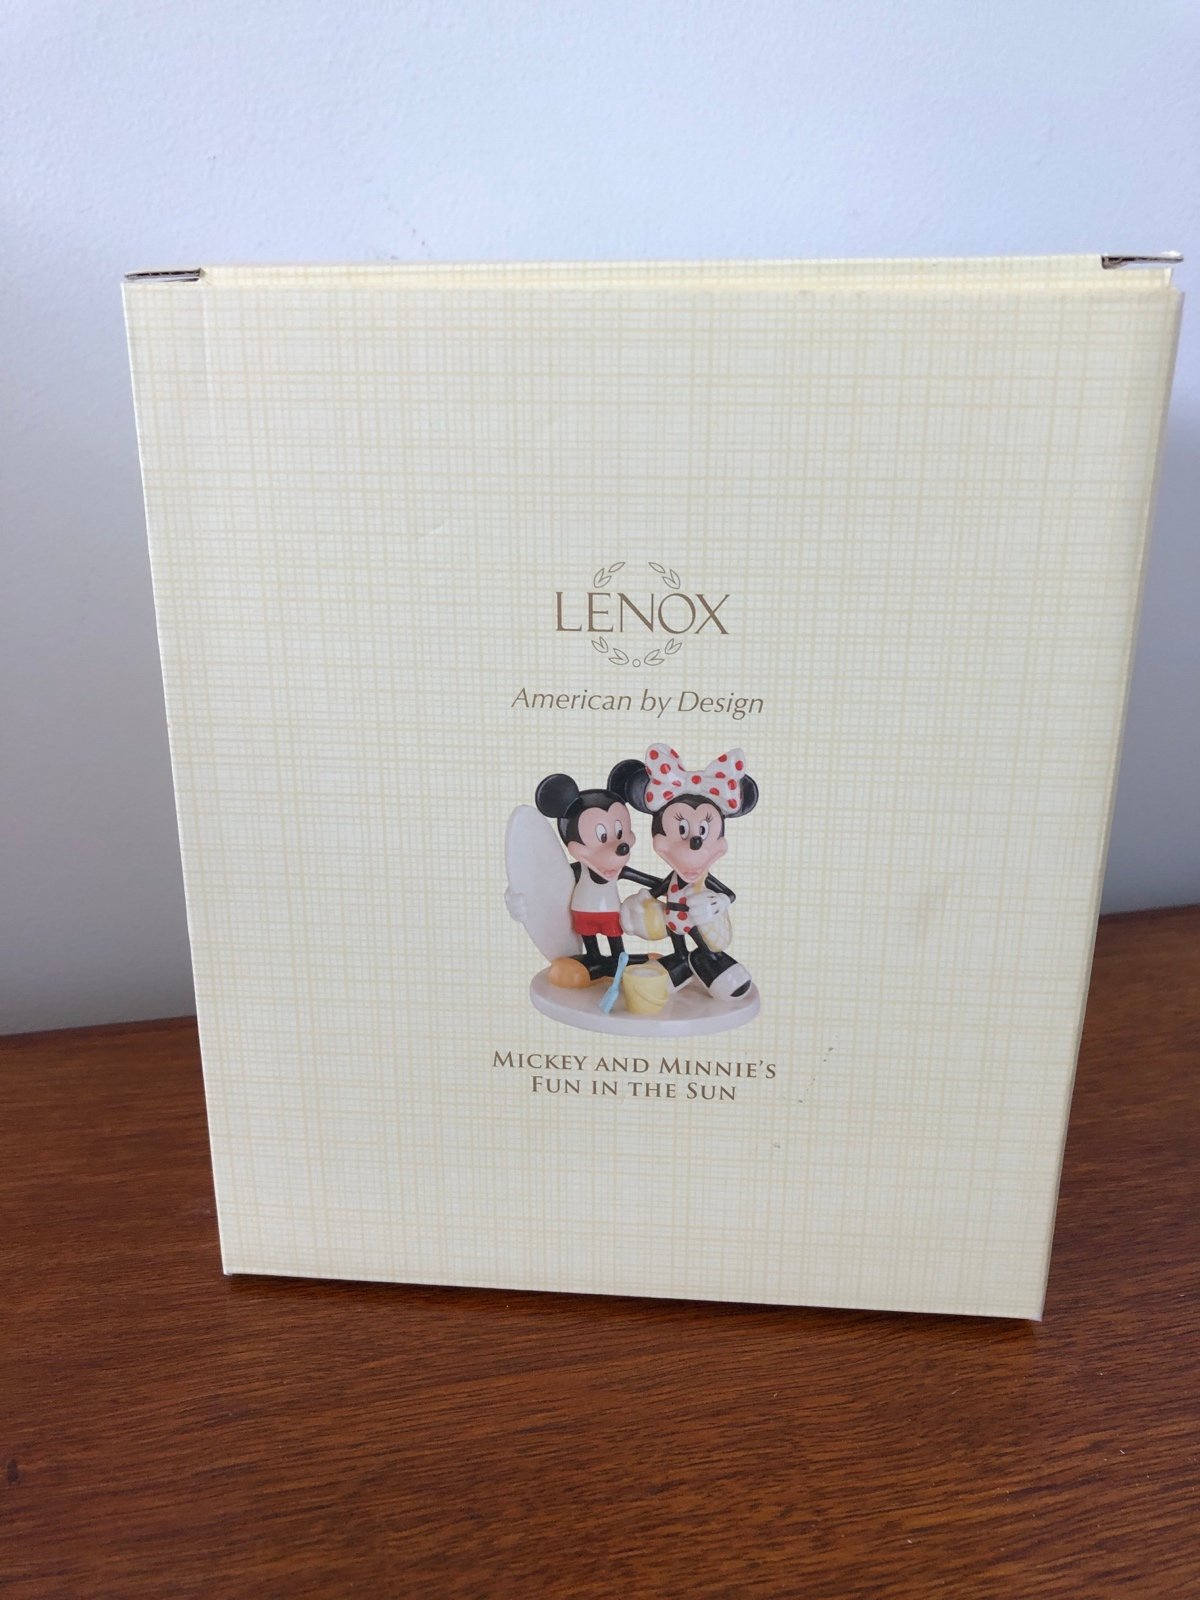 LENOX
American by Design
MICKEY AND MINNIE'S
FUN IN THE SUN